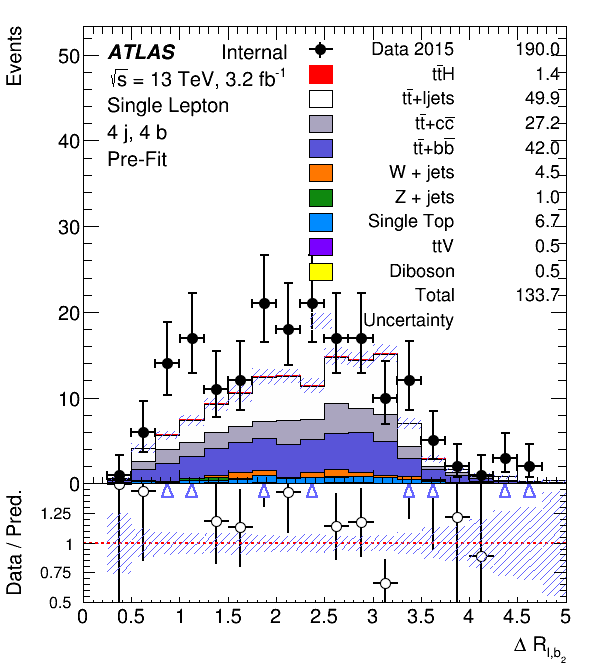 Events
ATLAS Internal
√s = 13 TeV, 3.2 fb⁻¹
Single Lepton
4 j, 4 b
Pre-Fit
Data 2015 190.0
tt̅H 1.4
tt̅+ljets 49.9
tt̅+cc̅ 27.2
tt̅+bb̅ 42.0
W + jets 4.5
Z + jets 1.0
Single Top 6.7
ttV 0.5
Diboson 0.5
Total 133.7
Uncertainty
50
40
30
20
10
0
Data / Pred.
1.25
1
0.75
0.5
0 0.5 1 1.5 2 2.5 3 3.5 4 4.5 5
Δ R_{l,b_2}